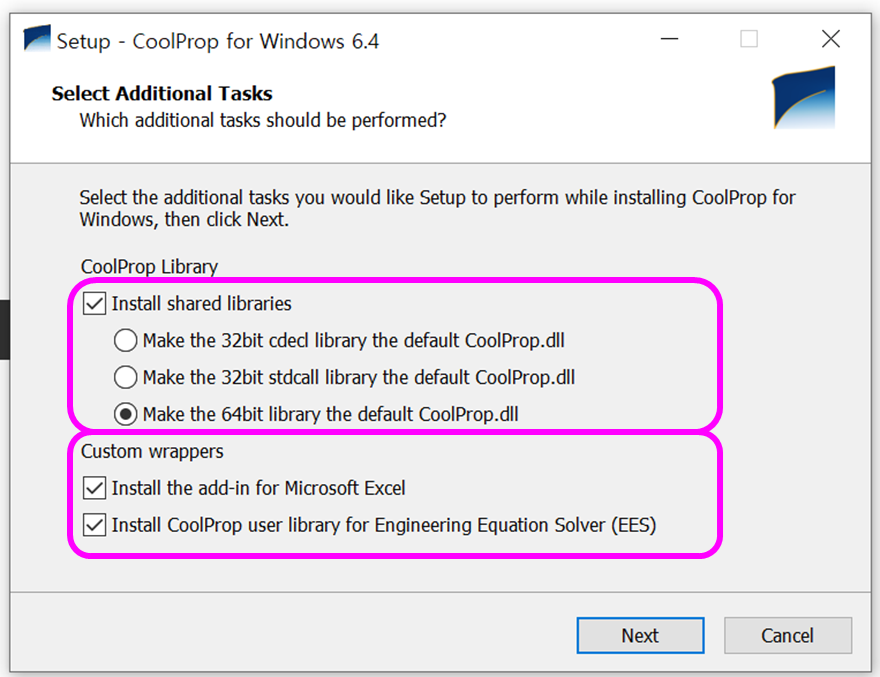 Setup - CoolProp for Windows 6.4
Select Additional Tasks
Which additional tasks should be performed?
Select the additional tasks you would like Setup to perform while installing CoolProp for
Windows, then click Next.
CoolProp Library
Install shared libraries
Make the 32bit cdecl library the default CoolProp.dll
Make the 32bit stdcall library the default CoolProp.dll
Make the 64bit library the default CoolProp.dll
Custom wrappers
Install the add-in for Microsoft Excel
Install CoolProp user library for Engineering Equation Solver (EES)
Next
Cancel